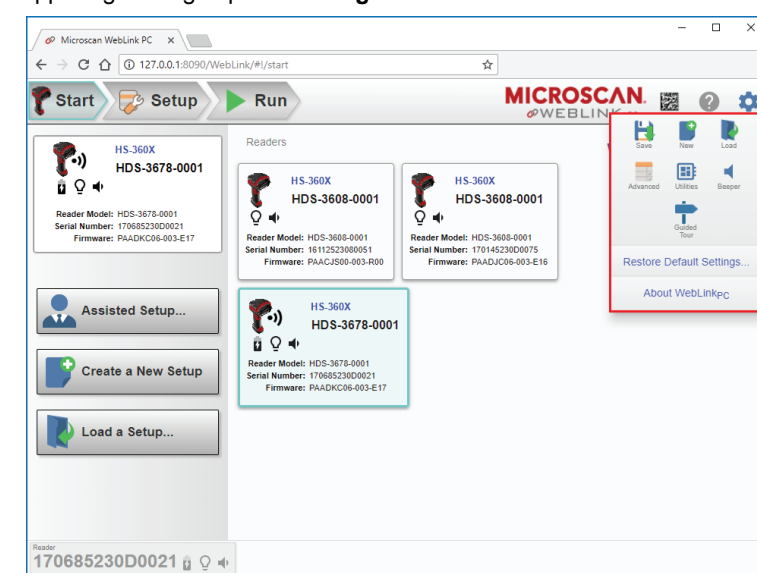 Microscan WebLink PC
127.0.0.1:8090/WebLink/#!/start
Start
Setup
Run
MICROSCAN.
WEBLINK
Save
New
Load
Advanced
Utilities
Beeper
Guided
Tour
Restore Default Settings...
About WebLinkPC
HS-360X
HDS-3678-0001
Reader Model: HDS-3678-0001
Serial Number: 170685230D0021
Firmware: PAADKC06-003-E17
Assisted Setup...
Create a New Setup
Load a Setup...
Readers
HS-360X
HDS-3608-0001
Reader Model: HDS-3608-0001
Serial Number: 16112523080051
Firmware: PAACJS00-003-R00
HS-360X
HDS-3608-0001
Reader Model: HDS-3608-0001
Serial Number: 170145230D0075
Firmware: PAADJC06-003-E16
HS-360X
HDS-3678-0001
Reader Model: HDS-3678-0001
Serial Number: 170685230D0021
Firmware: PAADKC06-003-E17
Reader
170685230D0021